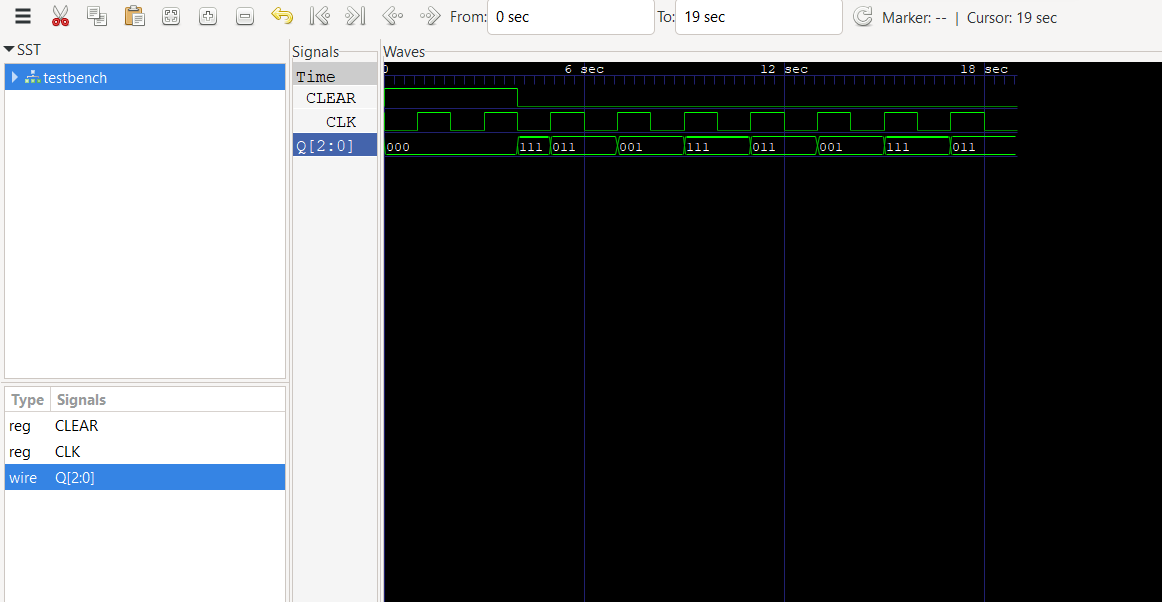 From: 0 sec To: 19 sec Marker: -- | Cursor: 19 sec
SST
testbench
Type Signals
reg CLEAR
reg CLK
wire Q[2:0]
Signals
Time
CLEAR
CLK
Q[2:0]
Waves
0 6 sec 12 sec 18 sec
000 111 011 001 111 011 001 111 011